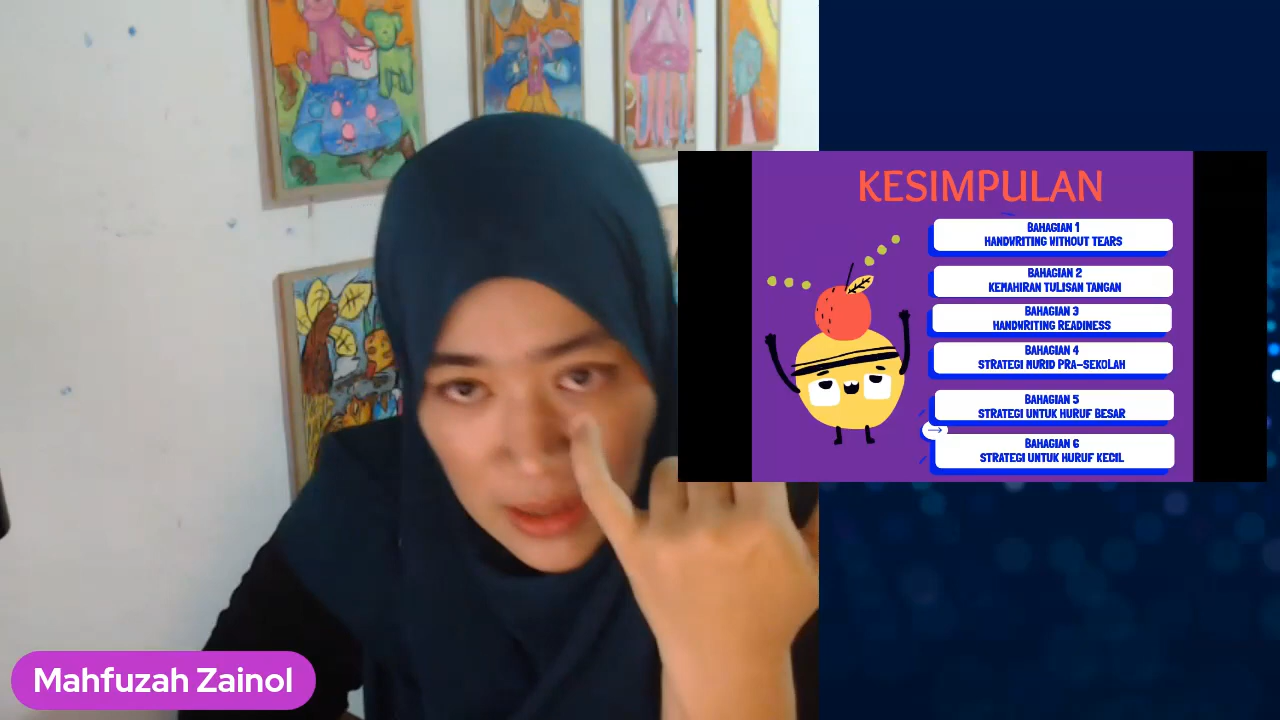 KESIMPULAN
BAHAGIAN 1
HANDWRITING WITHOUT TEARS
BAHAGIAN 2
KEMAHIRAN TULISAN TANGAN
BAHAGIAN 3
HANDWRITING READINESS
BAHAGIAN 4
STRATEGI MURID PRA-SEKOLAH
BAHAGIAN 5
STRATEGI UNTUK HURUF BESAR
BAHAGIAN 6
STRATEGI UNTUK HURUF KECIL
Mahfuzah Zainol